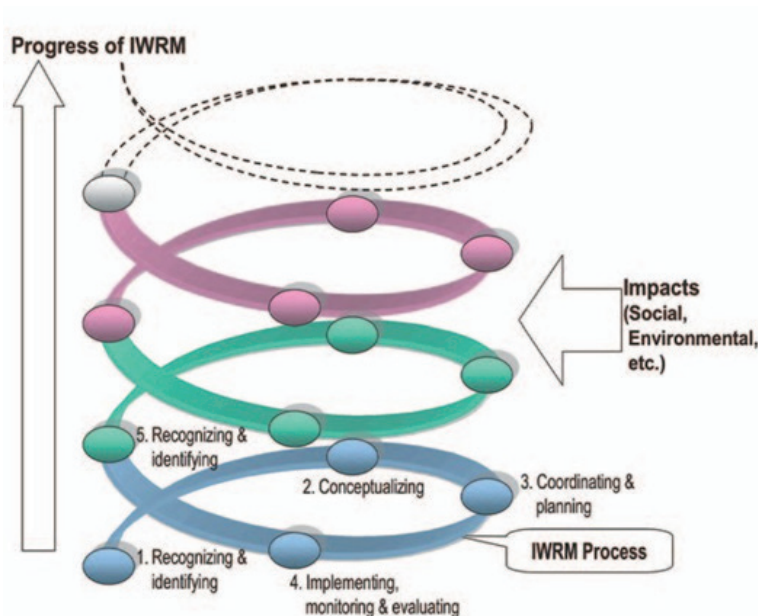 Progress of IWRM
Impacts
(Social,
Environmental,
etc.)
5. Recognizing &
identifying
2. Conceptualizing
3. Coordinating &
planning
1. Recognizing &
identifying
IWRM Process
4. Implementing,
monitoring & evaluating